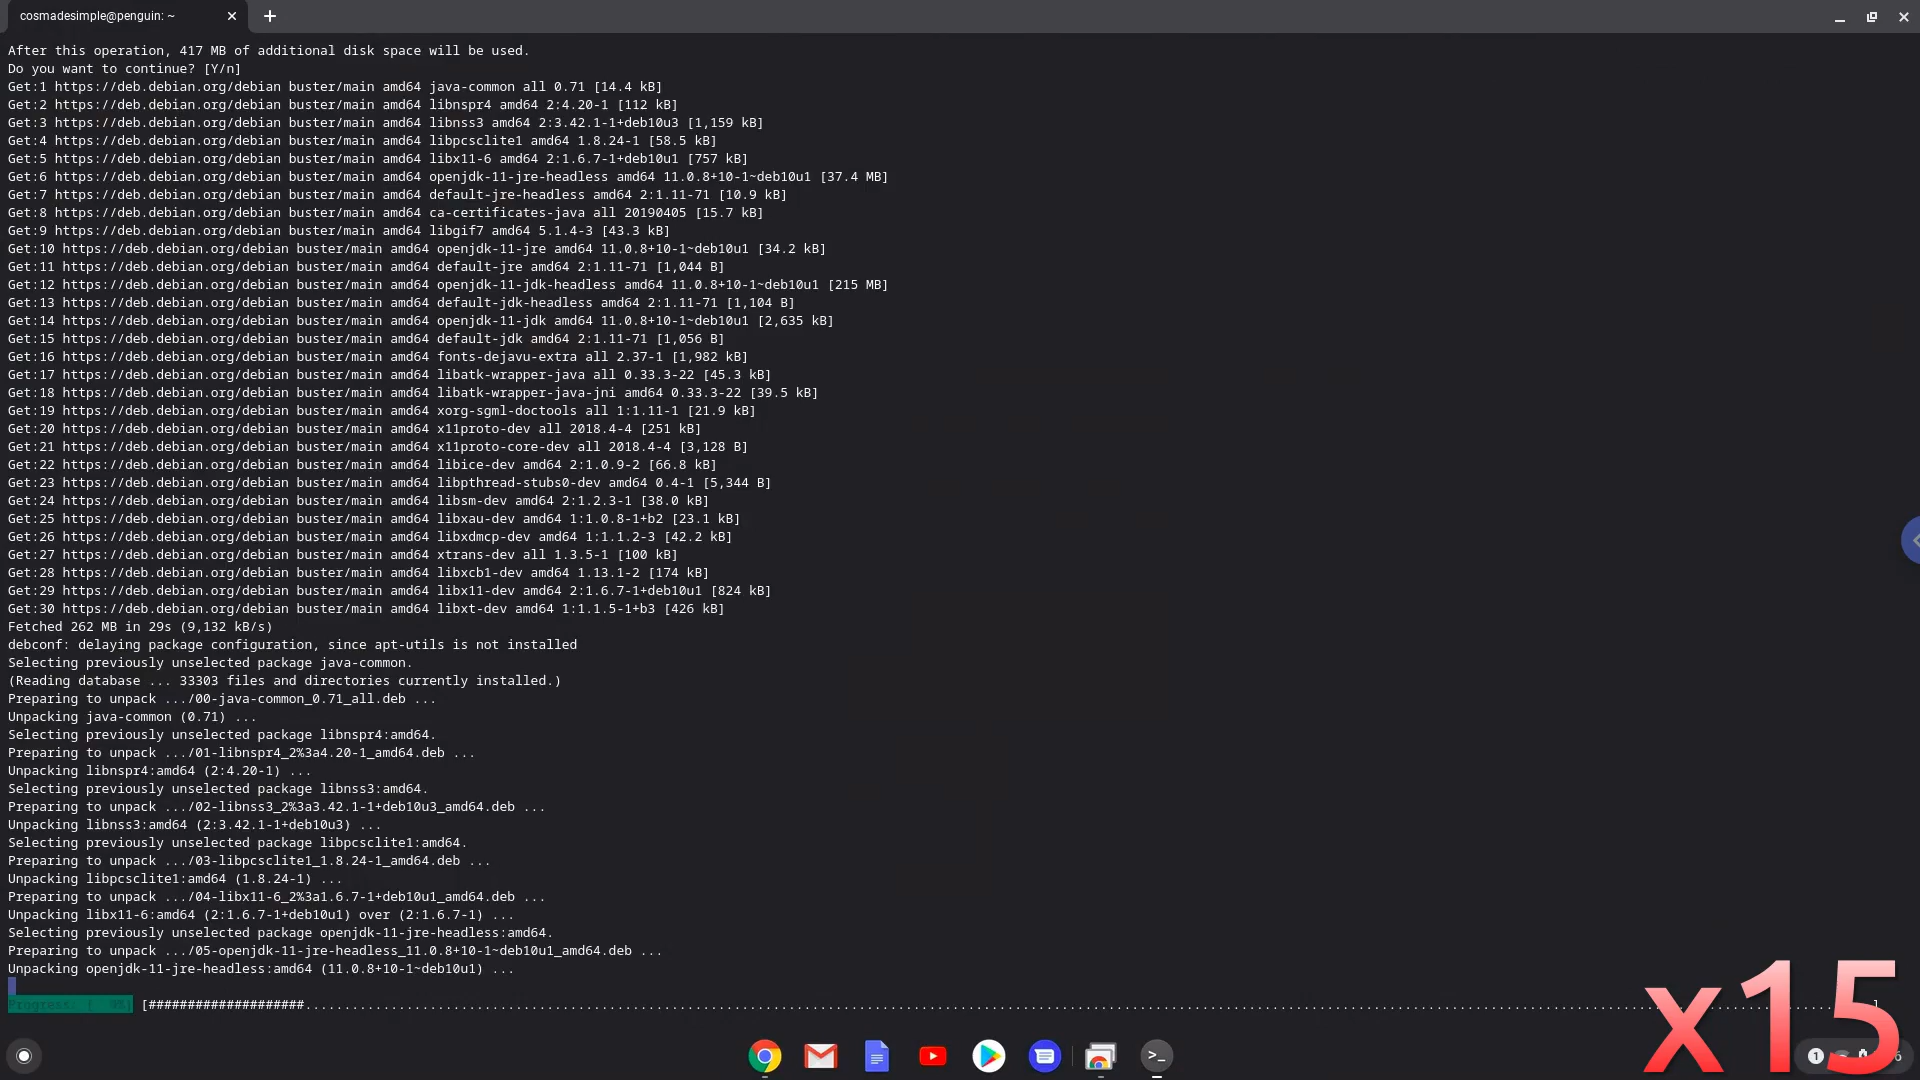 cosmadesimple@penguin: ~
After this operation, 417 MB of additional disk space will be used.
Do you want to continue? [Y/n]
Get:1 https://deb.debian.org/debian buster/main amd64 java-common all 0.71 [14.4 kB]
Get:2 https://deb.debian.org/debian buster/main amd64 libnspr4 amd64 2:4.20-1 [112 kB]
Get:3 https://deb.debian.org/debian buster/main amd64 libnss3 amd64 2:3.42.1-1+deb10u3 [1,159 kB]
Get:4 https://deb.debian.org/debian buster/main amd64 libpcsclite1 amd64 1.8.24-1 [58.5 kB]
Get:5 https://deb.debian.org/debian buster/main amd64 libx11-6 amd64 2:1.6.7-1+deb10u1 [757 kB]
Get:6 https://deb.debian.org/debian buster/main amd64 openjdk-11-jre-headless amd64 11.0.8+10-1~deb10u1 [37.4 MB]
Get:7 https://deb.debian.org/debian buster/main amd64 default-jre-headless amd64 2:1.11-71 [10.9 kB]
Get:8 https://deb.debian.org/debian buster/main amd64 ca-certificates-java all 20190405 [15.7 kB]
Get:9 https://deb.debian.org/debian buster/main amd64 libgif7 amd64 5.1.4-3 [43.3 kB]
Get:10 https://deb.debian.org/debian buster/main amd64 openjdk-11-jre amd64 11.0.8+10-1~deb10u1 [34.2 kB]
Get:11 https://deb.debian.org/debian buster/main amd64 default-jre amd64 2:1.11-71 [1,044 B]
Get:12 https://deb.debian.org/debian buster/main amd64 openjdk-11-jdk-headless amd64 11.0.8+10-1~deb10u1 [215 MB]
Get:13 https://deb.debian.org/debian buster/main amd64 default-jdk-headless amd64 2:1.11-71 [1,104 B]
Get:14 https://deb.debian.org/debian buster/main amd64 openjdk-11-jdk amd64 11.0.8+10-1~deb10u1 [2,635 kB]
Get:15 https://deb.debian.org/debian buster/main amd64 default-jdk amd64 2:1.11-71 [1,056 B]
Get:16 https://deb.debian.org/debian buster/main amd64 fonts-dejavu-extra all 2.37-1 [1,982 kB]
Get:17 https://deb.debian.org/debian buster/main amd64 libatk-wrapper-java all 0.33.3-22 [45.3 kB]
Get:18 https://deb.debian.org/debian buster/main amd64 libatk-wrapper-java-jni amd64 0.33.3-22 [39.5 kB]
Get:19 https://deb.debian.org/debian buster/main amd64 xorg-sgml-doctools all 1:1.11-1 [21.9 kB]
Get:20 https://deb.debian.org/debian buster/main amd64 x11proto-dev all 2018.4-4 [251 kB]
Get:21 https://deb.debian.org/debian buster/main amd64 x11proto-core-dev all 2018.4-4 [3,128 B]
Get:22 https://deb.debian.org/debian buster/main amd64 libice-dev amd64 2:1.0.9-2 [66.8 kB]
Get:23 https://deb.debian.org/debian buster/main amd64 libpthread-stubs0-dev amd64 0.4-1 [5,344 B]
Get:24 https://deb.debian.org/debian buster/main amd64 libsm-dev amd64 2:1.2.3-1 [38.0 kB]
Get:25 https://deb.debian.org/debian buster/main amd64 libxau-dev amd64 1:1.0.8-1+b2 [23.1 kB]
Get:26 https://deb.debian.org/debian buster/main amd64 libxdmcp-dev amd64 1:1.1.2-3 [42.2 kB]
Get:27 https://deb.debian.org/debian buster/main amd64 xtrans-dev all 1.3.5-1 [100 kB]
Get:28 https://deb.debian.org/debian buster/main amd64 libxcb1-dev amd64 1.13.1-2 [174 kB]
Get:29 https://deb.debian.org/debian buster/main amd64 libx11-dev amd64 2:1.6.7-1+deb10u1 [824 kB]
Get:30 https://deb.debian.org/debian buster/main amd64 libxt-dev amd64 1:1.1.5-1+b3 [426 kB]
Fetched 262 MB in 29s (9,132 kB/s)
debconf: delaying package configuration, since apt-utils is not installed
Selecting previously unselected package java-common.
(Reading database ... 33303 files and directories currently installed.)
Preparing to unpack .../00-java-common_0.71_all.deb ...
Unpacking java-common (0.71) ...
Selecting previously unselected package libnspr4:amd64.
Preparing to unpack .../01-libnspr4_2%3a4.20-1_amd64.deb ...
Unpacking libnspr4:amd64 (2:4.20-1) ...
Selecting previously unselected package libnss3:amd64.
Preparing to unpack .../02-libnss3_2%3a3.42.1-1+deb10u3_amd64.deb ...
Unpacking libnss3:amd64 (2:3.42.1-1+deb10u3) ...
Selecting previously unselected package libpcsclite1:amd64.
Preparing to unpack .../03-libpcsclite1_1.8.24-1_amd64.deb ...
Unpacking libpcsclite1:amd64 (1.8.24-1) ...
Preparing to unpack .../04-libx11-6_2%3a1.6.7-1+deb10u1_amd64.deb ...
Unpacking libx11-6:amd64 (2:1.6.7-1+deb10u1) over (2:1.6.7-1) ...
Selecting previously unselected package openjdk-11-jre-headless:amd64.
Preparing to unpack .../05-openjdk-11-jre-headless_11.0.8+10-1~deb10u1_amd64.deb ...
Unpacking openjdk-11-jre-headless:amd64 (11.0.8+10-1~deb10u1) ...
Progress: [ 9%] [####################..........]
x15
1